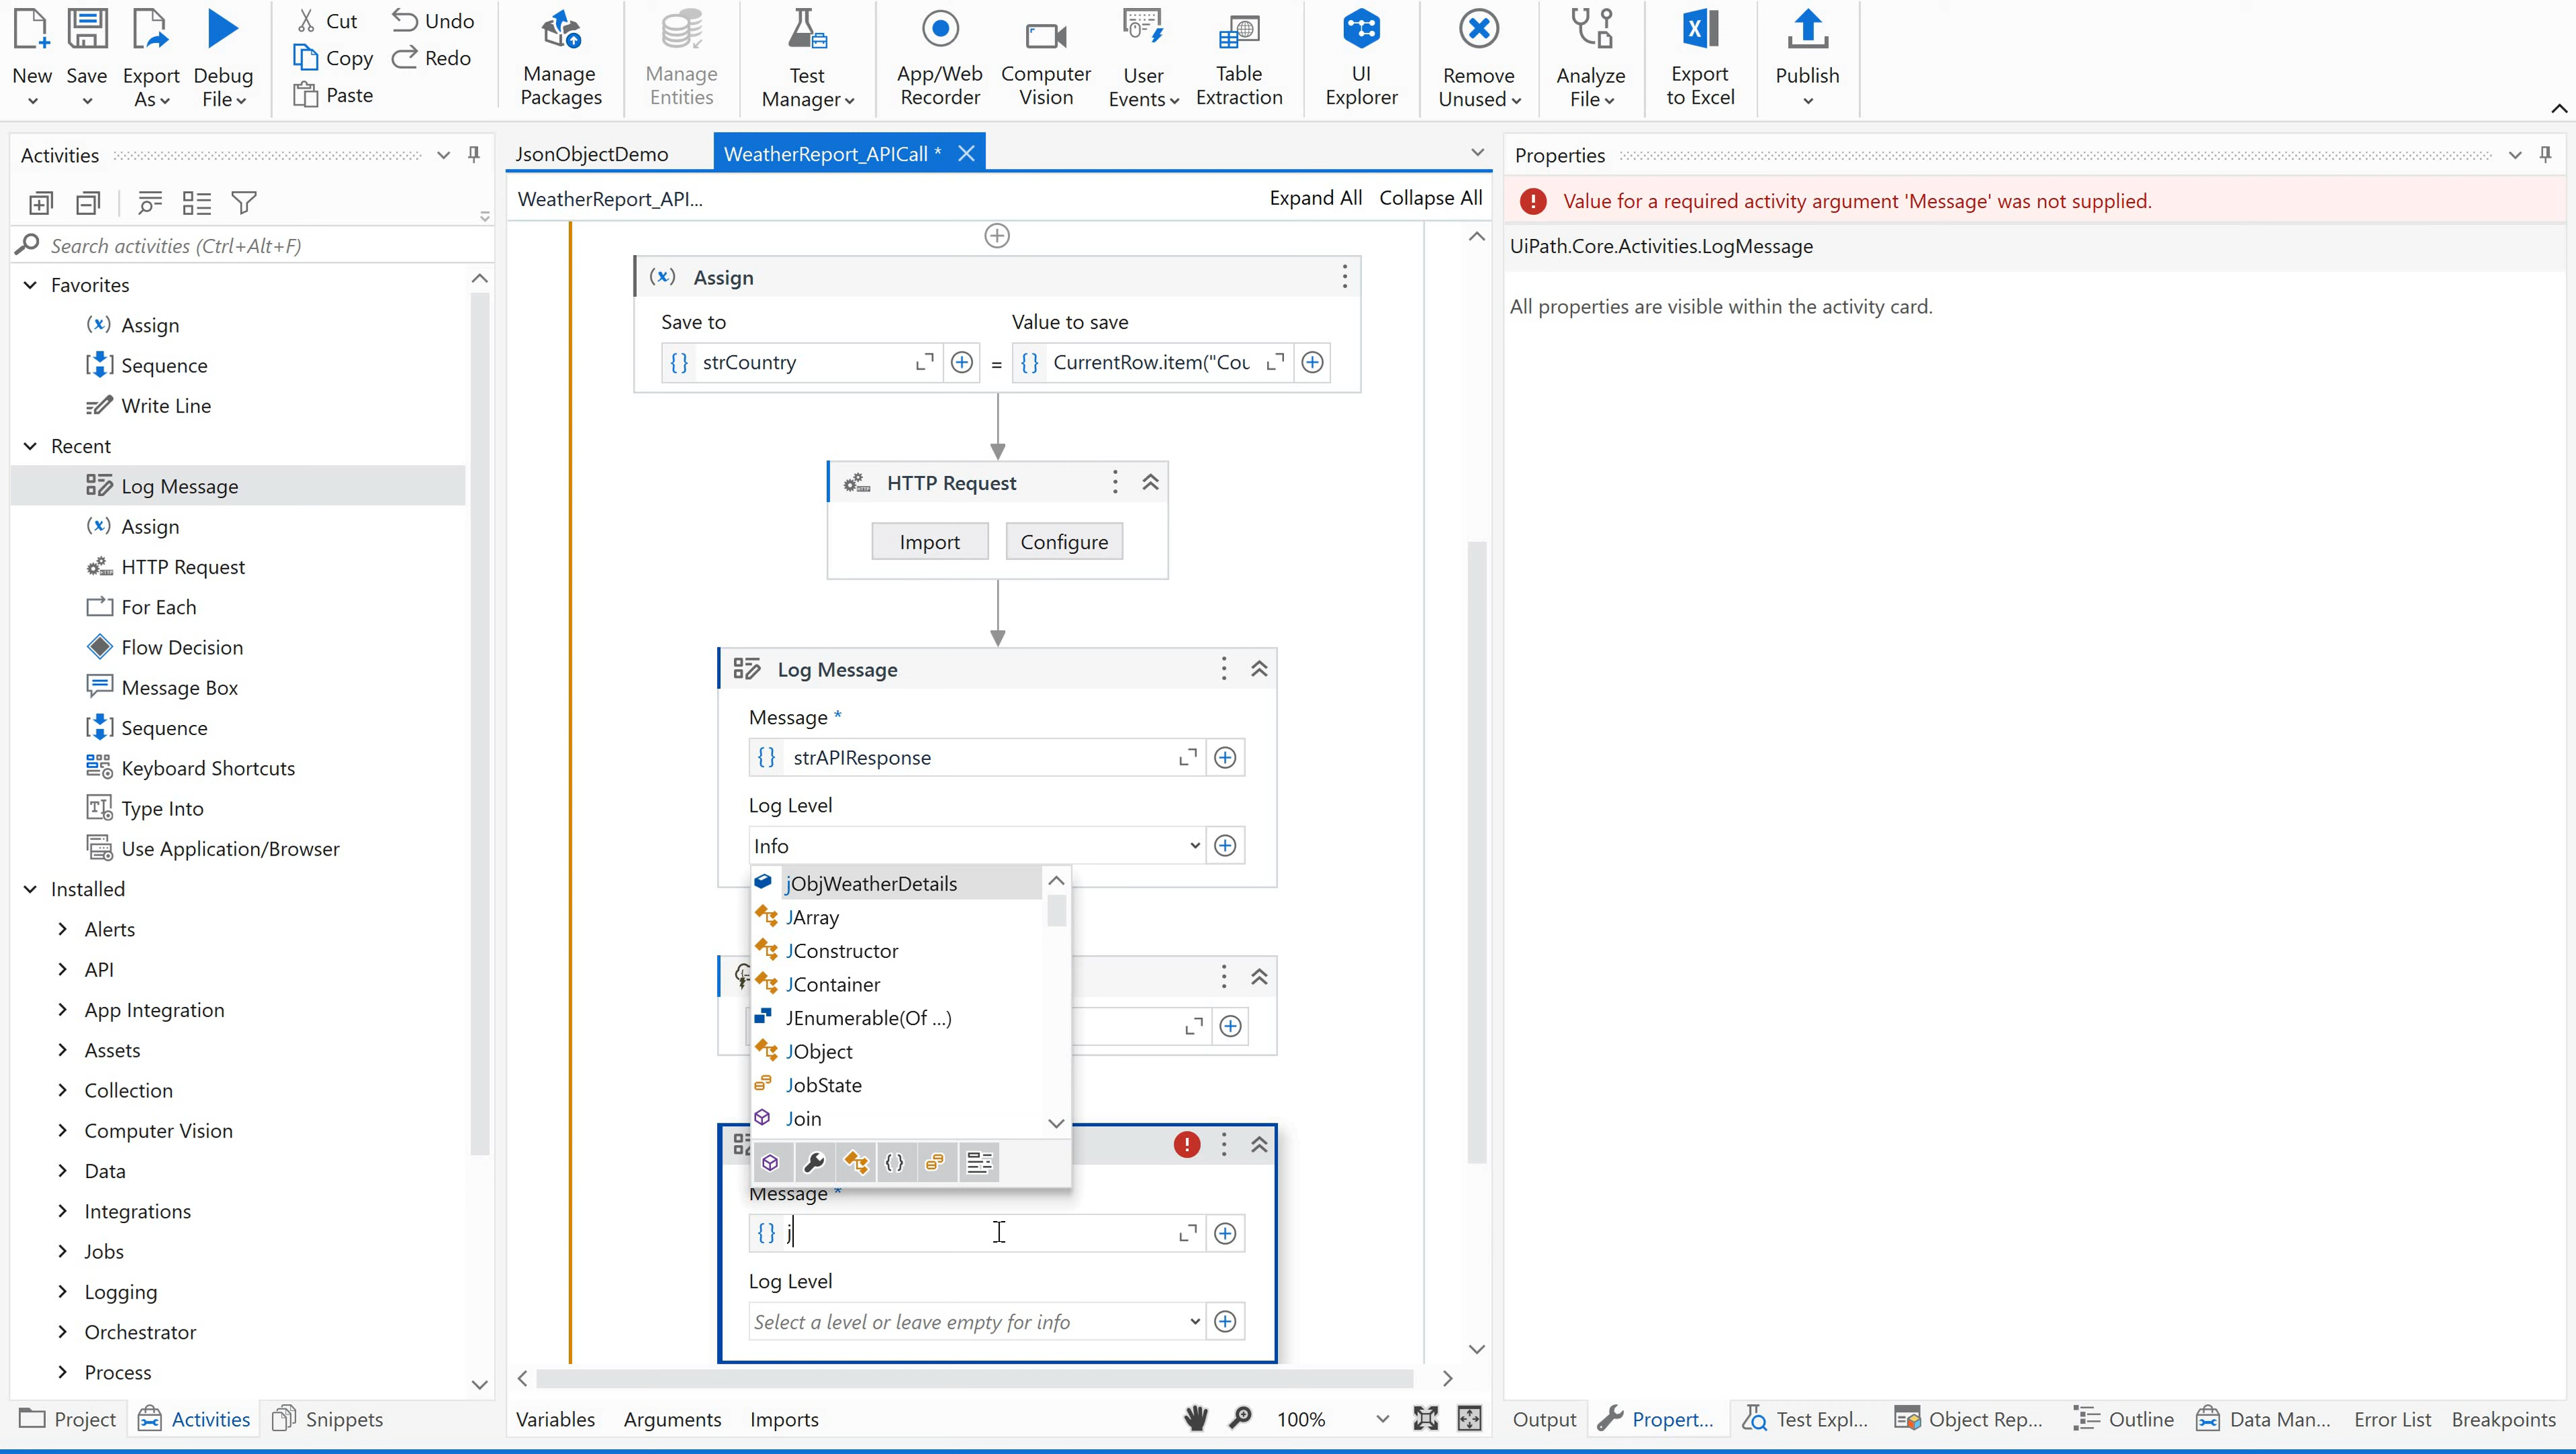 New
Save
Export As
Debug File
Cut
Copy
Paste
Undo
Redo
Manage Packages
Manage Entities
Test Manager
App/Web Recorder
Computer Vision
User Events
Table Extraction
UI Explorer
Remove Unused
Analyze File
Export to Excel
Publish
Activities
Search activities (Ctrl+Alt+F)
Favorites
Assign
Sequence
Write Line
Recent
Log Message
Assign
HTTP Request
For Each
Flow Decision
Message Box
Sequence
Keyboard Shortcuts
Type Into
Use Application/Browser
Installed
Alerts
API
App Integration
Assets
Collection
Computer Vision
Data
Integrations
Jobs
Logging
Orchestrator
Process
Project
Activities
Snippets
JsonObjectDemo
WeatherReport_APICall *
WeatherReport_API...
Expand All
Collapse All
(x) Assign
Save to
Value to save
{} strCountry
=
{} CurrentRow.item("Cou
HTTP Request
Import
Configure
Log Message
Message *
{} strAPIResponse
Log Level
Info
jObjWeatherDetails
JArray
JConstructor
JContainer
JEnumerable(Of ...)
JObject
JobState
Join
Message *
{} j
Log Level
Select a level or leave empty for info
Variables
Arguments
Imports
100%
Properties
Value for a required activity argument 'Message' was not supplied.
UiPath.Core.Activities.LogMessage
All properties are visible within the activity card.
Output
Propert...
Test Expl...
Object Rep...
Outline
Data Man...
Error List
Breakpoints